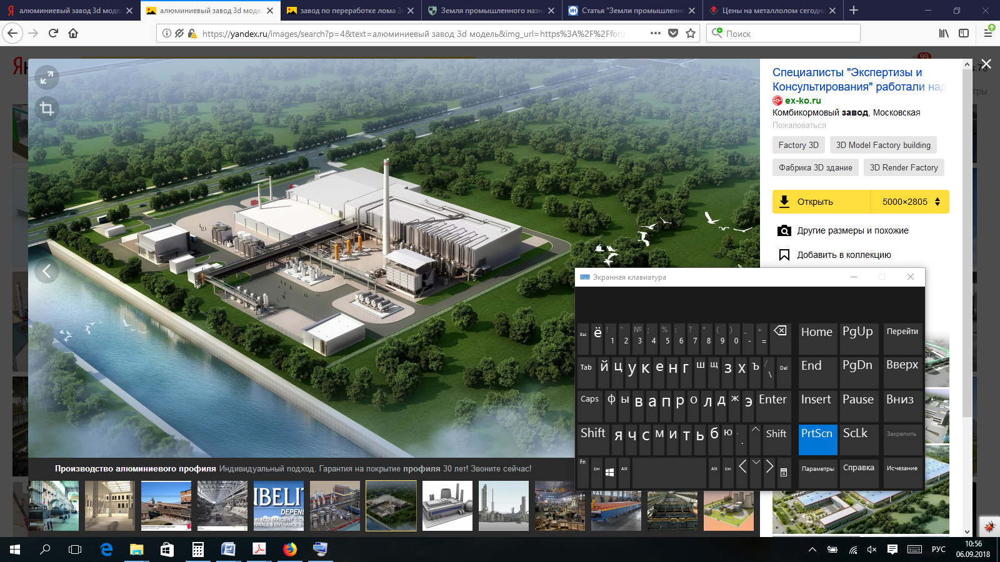 алюминиевый завод 3d моде
алюминиевый завод 3d моде
завод по переработке лома 3
Земля промышленного назн
Статья "Земли промышленн
Цены на металлолом сегодн
https://yandex.ru/images/search?p=4&text=алюминиевый завод 3d модель&img_url=https%3A%2F%2Fforu
Поиск
99
Специалисты "Экспертизы и
Консультирования" работали над
ex-ko.ru
Комбикормовый завод, Московская
Пожаловаться
Factory 3D
3D Model Factory building
Фабрика 3D здание
3D Render Factory
Открыть
5000×2805
Другие размеры и похожие
Добавить в коллекцию
Экранная клавиатура
Esc ё ! 1 " 2 № 3 ; 4 % 5 : 6 ? 7 * 8 ( 9 ) 0 _ - + = Home PgUp Перейти
Tab й ц у к е н г ш щ з х ъ / \ Del End PgDn Вверх
Caps ф ы в а п р о л д ж э Enter Insert Pause Вниз
Shift я ч с м и т ь б ю , . Shift PrtScn ScLk Закрепить
Fn Ctrl Alt Alt Ctrl Параметры Справка Исчезание
Производство алюминиевого профиля Индивидуальный подход. Гарантия на покрытие профиля 30 лет! Звоните сейчас!
NBELIT
DEPENE
РУС
10:56
06.09.2018